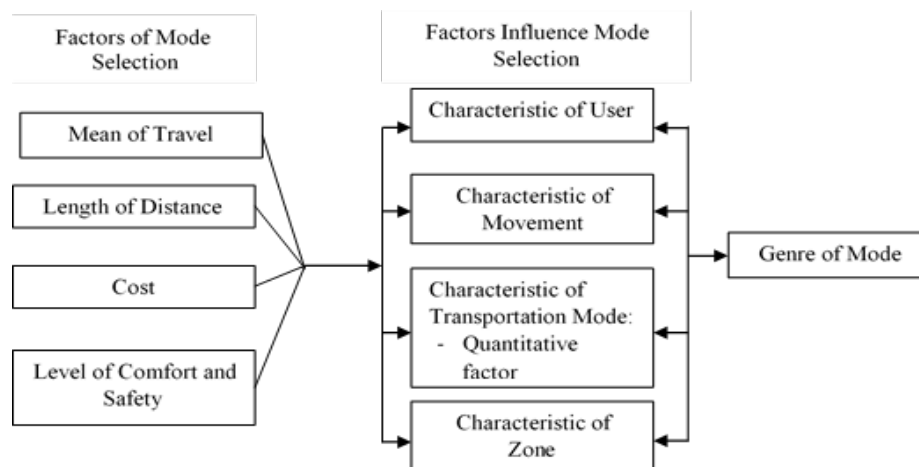 Factors of Mode
Selection
Mean of Travel
Length of Distance
Cost
Level of Comfort and
Safety
Factors Influence Mode
Selection
Characteristic of User
Characteristic of
Movement
Characteristic of
Transportation Mode:
- Quantitative
factor
Characteristic of
Zone
Genre of Mode